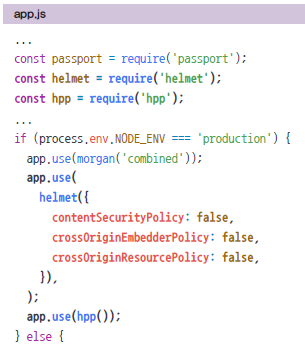 app.js
...
const passport = require('passport');
const helmet = require('helmet');
const hpp = require('hpp');
...
if (process.env.NODE_ENV === 'production') {
  app.use(morgan('combined'));
  app.use(
    helmet({
      contentSecurityPolicy: false,
      crossOriginEmbedderPolicy: false,
      crossOriginResourcePolicy: false,
    }),
  );
  app.use(hpp());
} else {